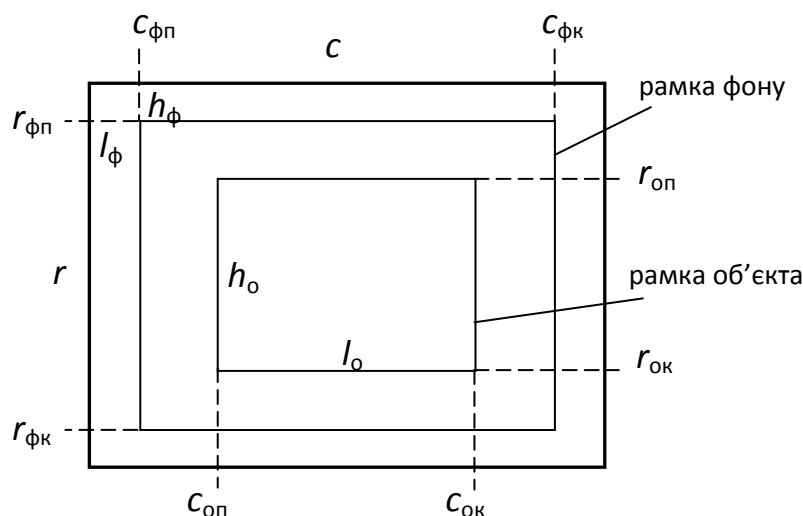 cфп
c
cфк
рамка фону
hф
rфп
lф
rоп
r
hо
рамка об’єкта
lо
rок
rфк
cоп
cок